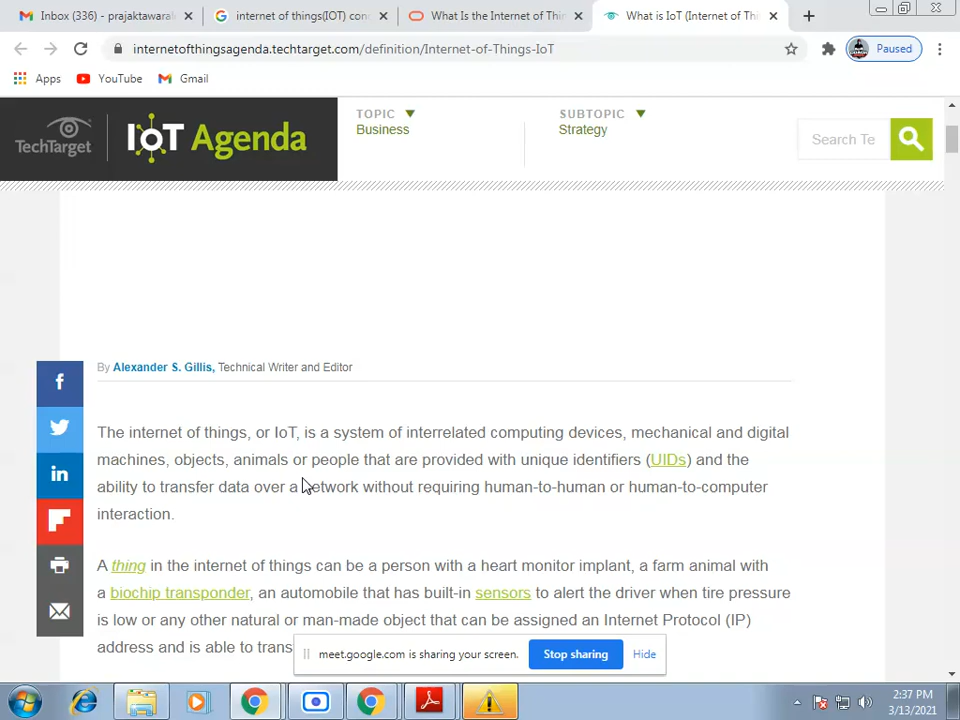 Inbox (336) - prajaktawaral
internet of things(IOT) con
What Is the Internet of Thin
What is IoT (Internet of Thi
internetofthingsagenda.techtarget.com/definition/Internet-of-Things-IoT
Paused
Apps
YouTube
Gmail
TechTarget
IoT Agenda
TOPIC
Business
SUBTOPIC
Strategy
Search Te
By Alexander S. Gillis, Technical Writer and Editor
The internet of things, or IoT, is a system of interrelated computing devices, mechanical and digital
machines, objects, animals or people that are provided with unique identifiers (UIDs) and the
ability to transfer data over a network without requiring human-to-human or human-to-computer
interaction.
A thing in the internet of things can be a person with a heart monitor implant, a farm animal with
a biochip transponder, an automobile that has built-in sensors to alert the driver when tire pressure
is low or any other natural or man-made object that can be assigned an Internet Protocol (IP)
address and is able to trans
meet.google.com is sharing your screen.
Stop sharing
Hide
2:37 PM
3/13/2021